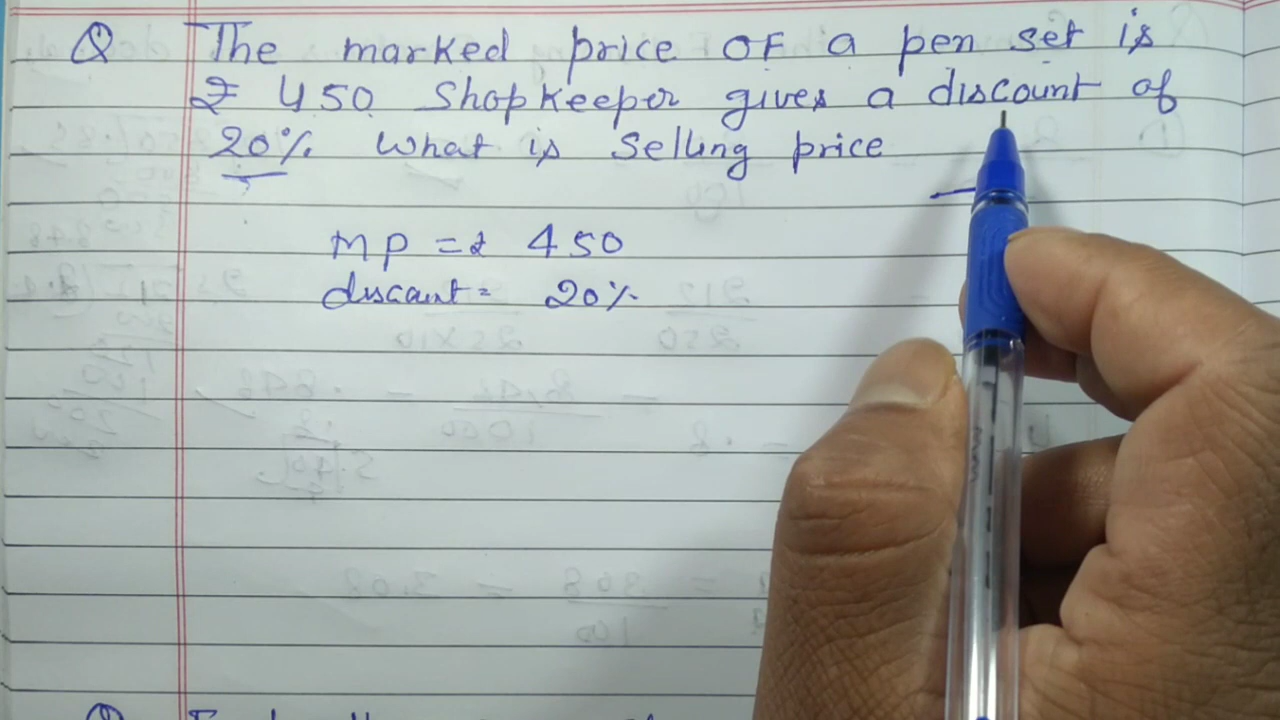 Q The marked price OF a pen set is
₹ 450 Shopkeeper gives a discount of
20% What is Selling price
MP = ₹ 450
discount = 20%